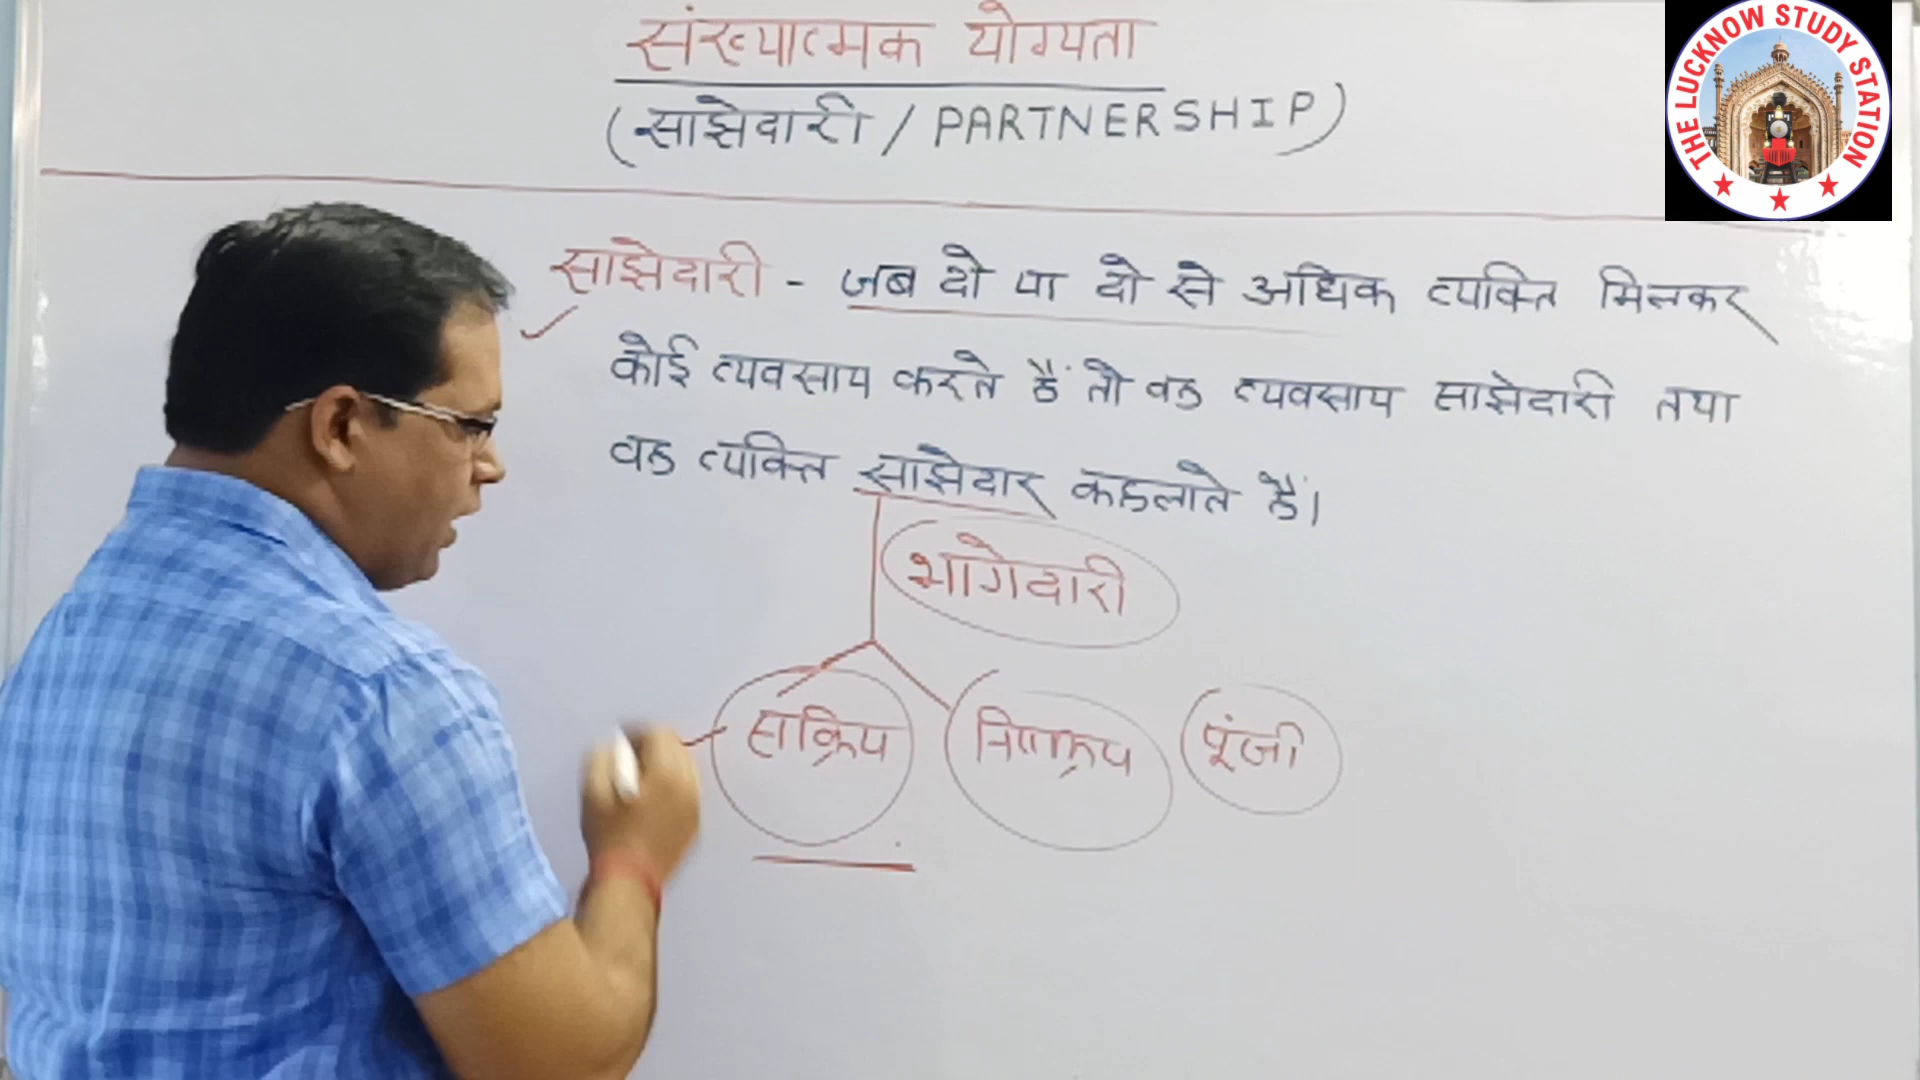 संख्यात्मक योग्यता
(साझेदारी / PARTNERSHIP)
THE LUCKNOW STUDY STATION
साझेदारी - जब दो या दो से अधिक व्यक्ति मिलकर
कोई व्यवसाय करते हैं तो वह व्यवसाय साझेदारी तथा
वह व्यक्ति साझेदार कहलाते हैं।
भागेदारी
सक्रिय निष्क्रय पूंजी